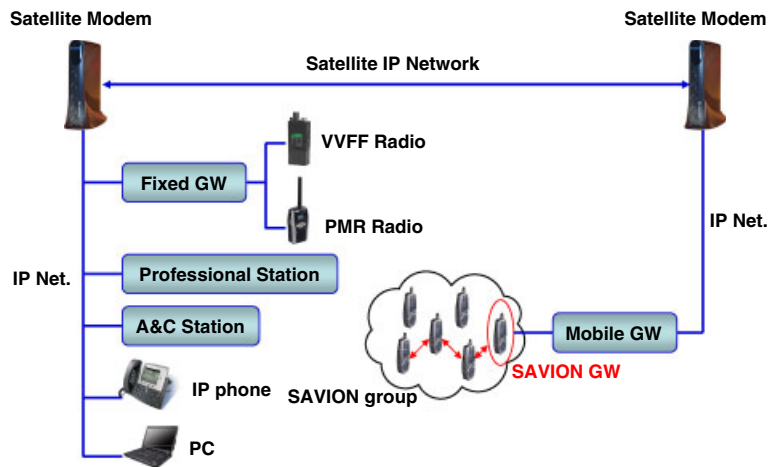 Satellite Modem
Satellite Modem
Satellite IP Network
VVFF Radio
Fixed GW
PMR Radio
IP Net.
IP Net.
Professional Station
A&C Station
Mobile GW
SAVION GW
IP phone
SAVION group
PC